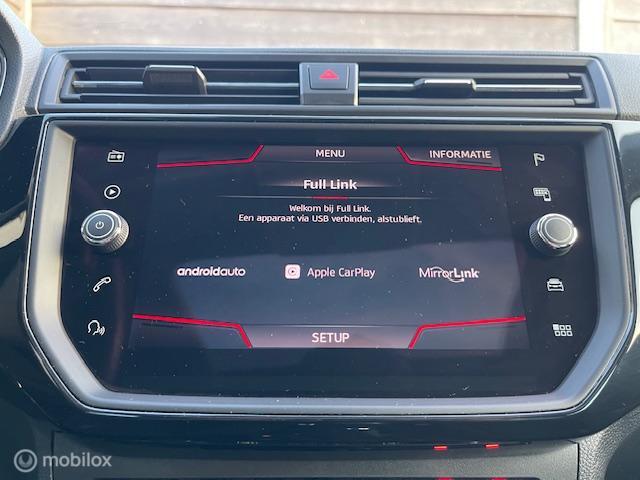 MENU
INFORMATIE
Full Link
Welkom bij Full Link.
Een apparaat via USB verbinden, alstublieft.
androidauto
Apple CarPlay
MirrorLink
SETUP
mobilox